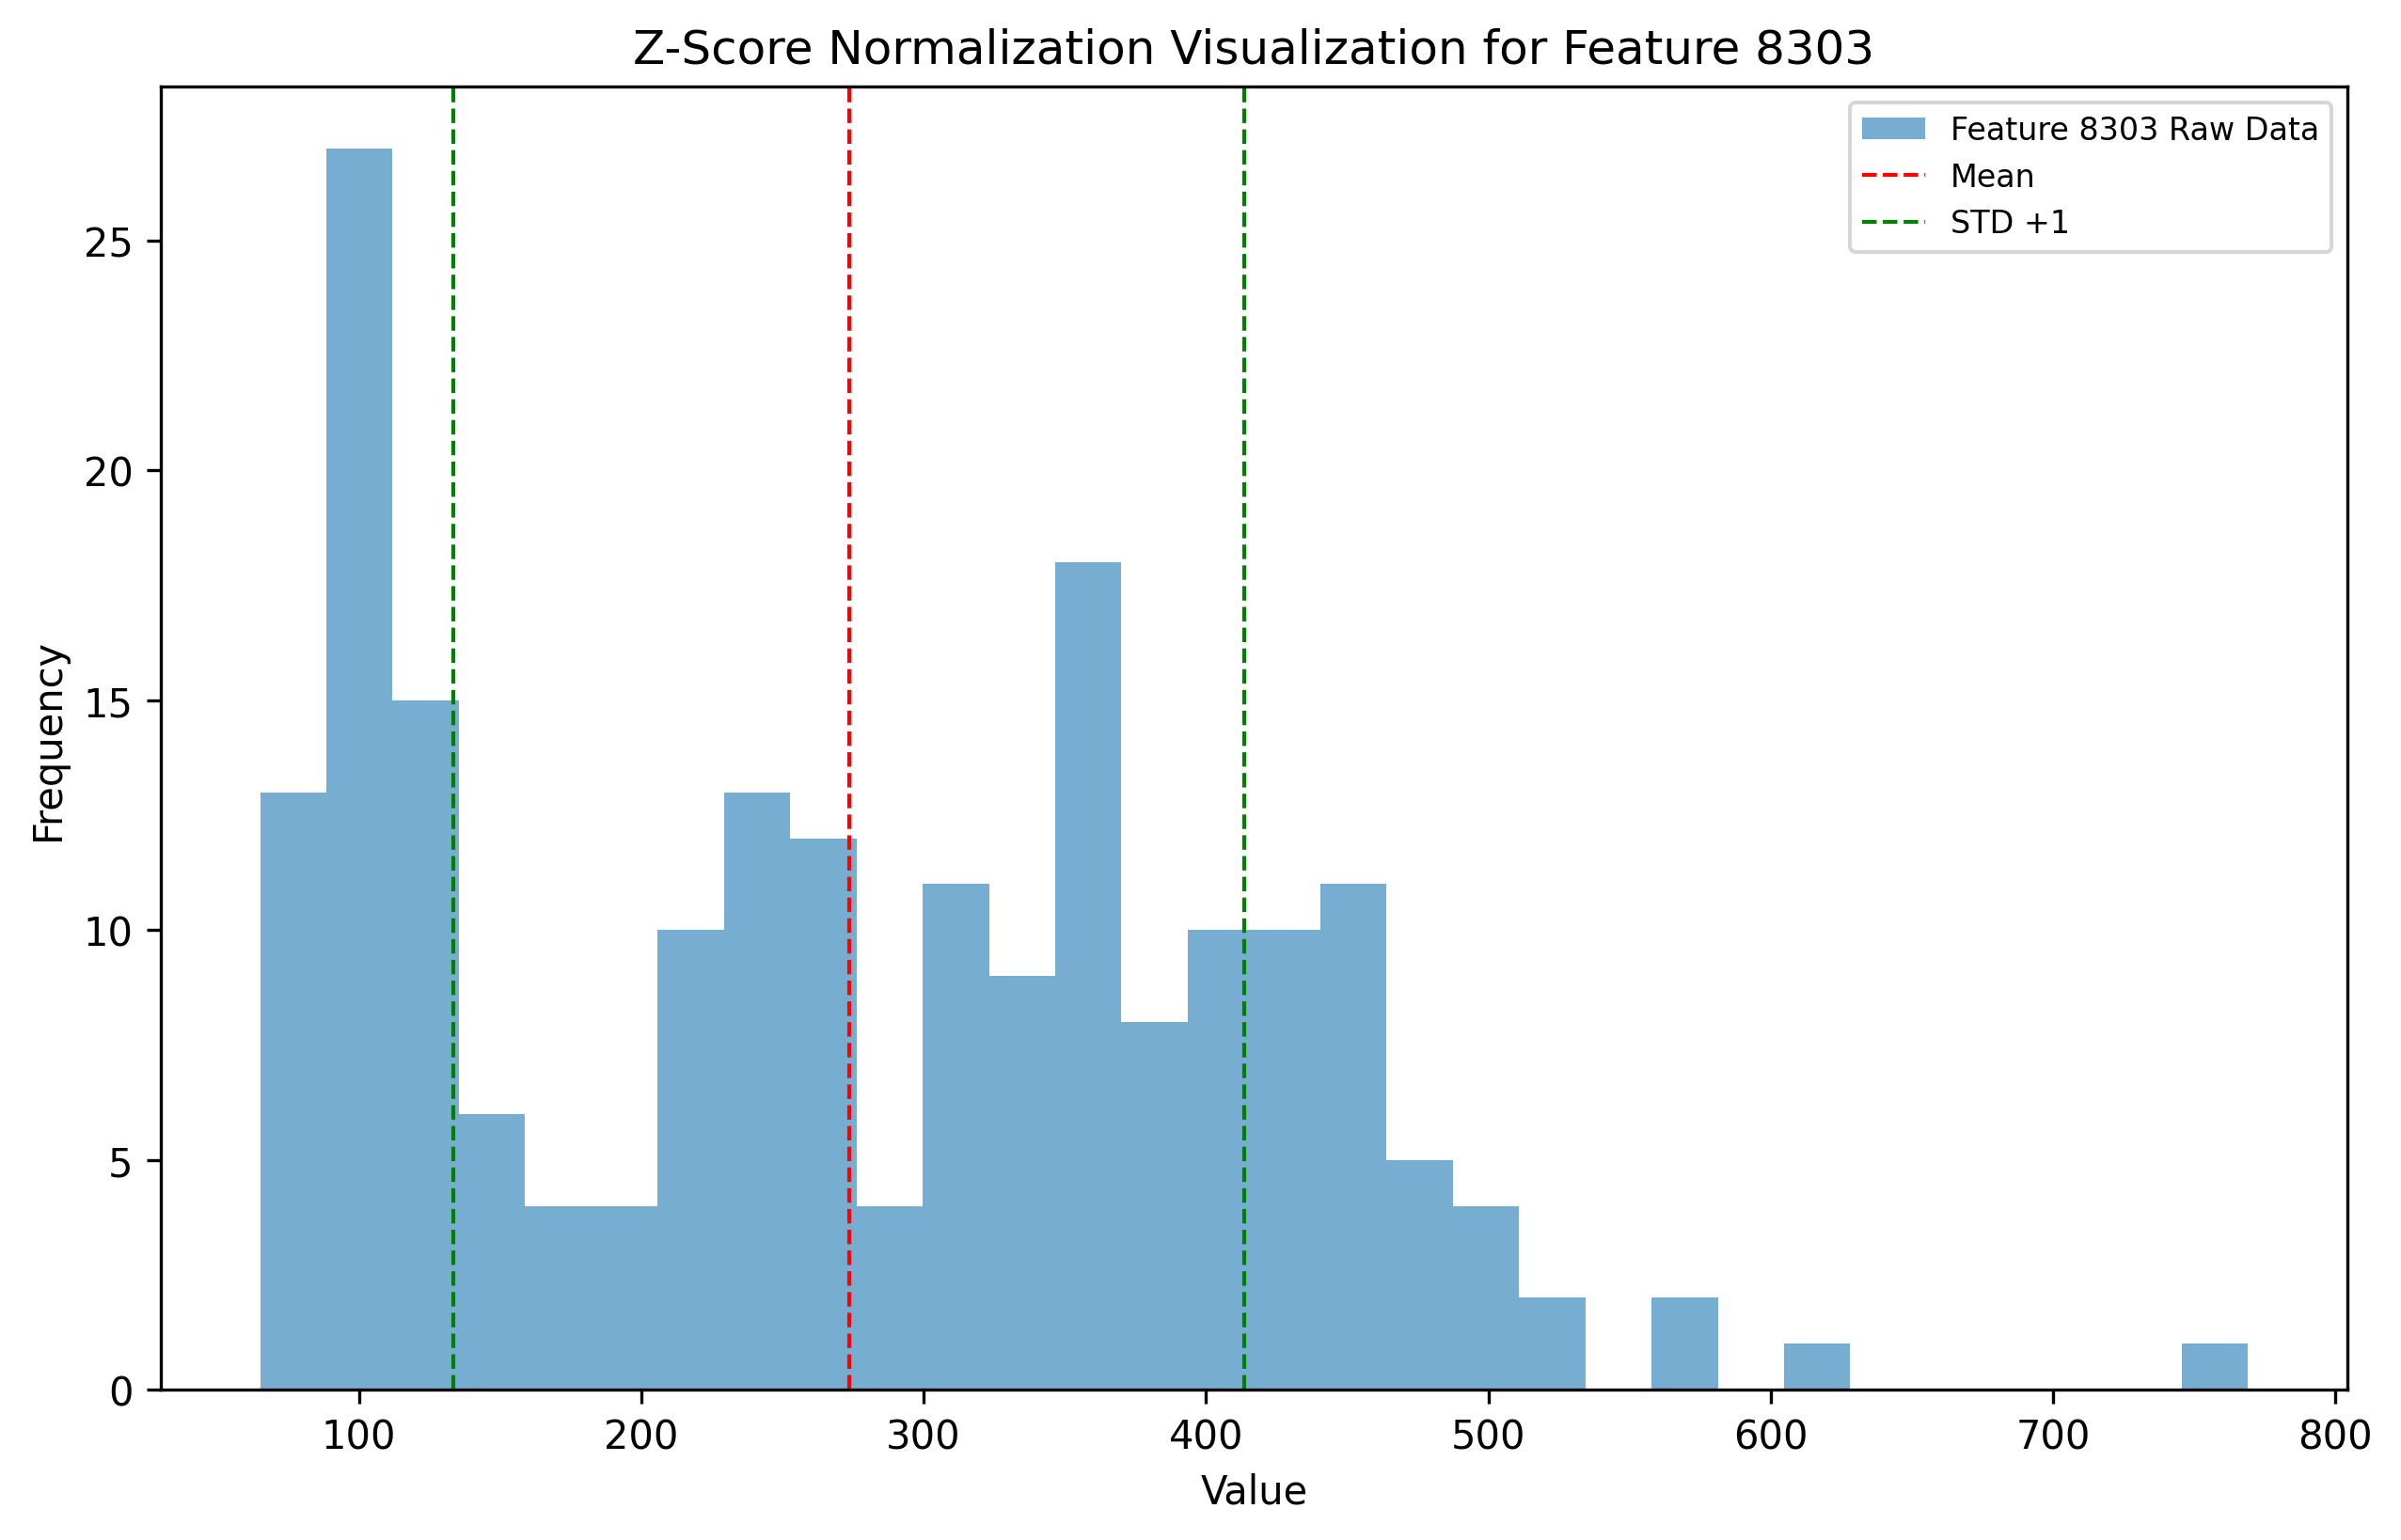 Z-Score Normalization Visualization for Feature 8303
Feature 8303 Raw Data
Mean
STD +1
Frequency
25
20
15
10
5
0
100 200 300 400 500 600 700 800
Value